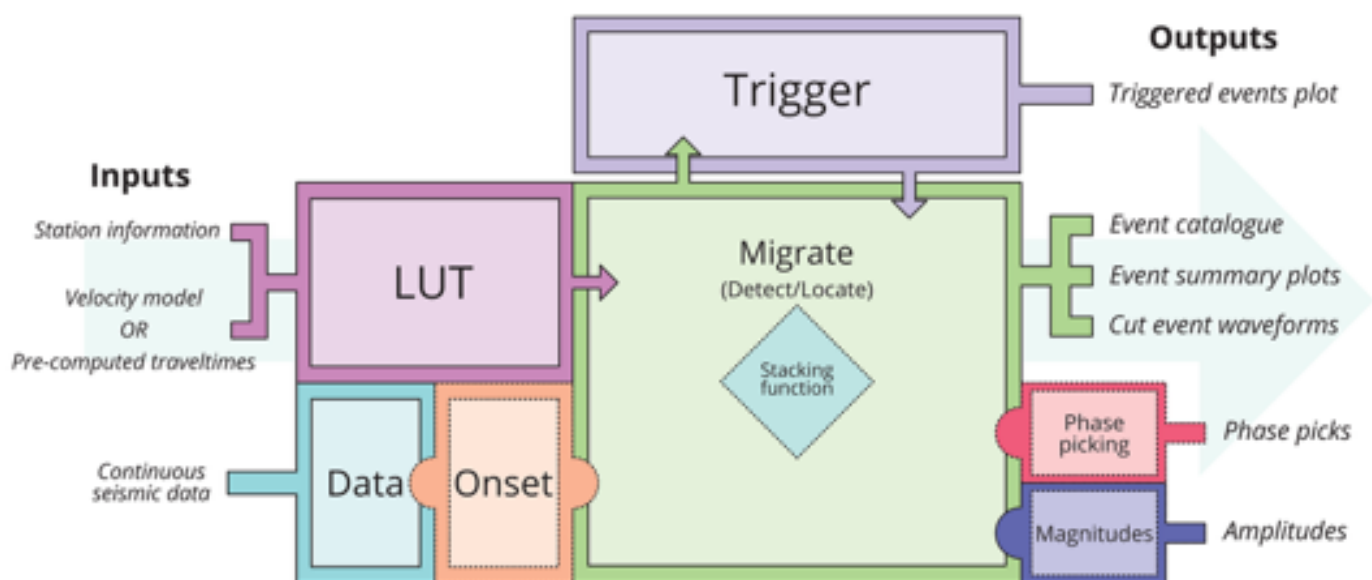 Inputs
Station information
Velocity model
OR
Pre-computed traveltimes
Continuous
seismic data
LUT
Data
Onset
Trigger
Migrate
(Detect/Locate)
Stacking
function
Phase
picking
Magnitudes
Outputs
Triggered events plot
Event catalogue
Event summary plots
Cut event waveforms
Phase picks
Amplitudes